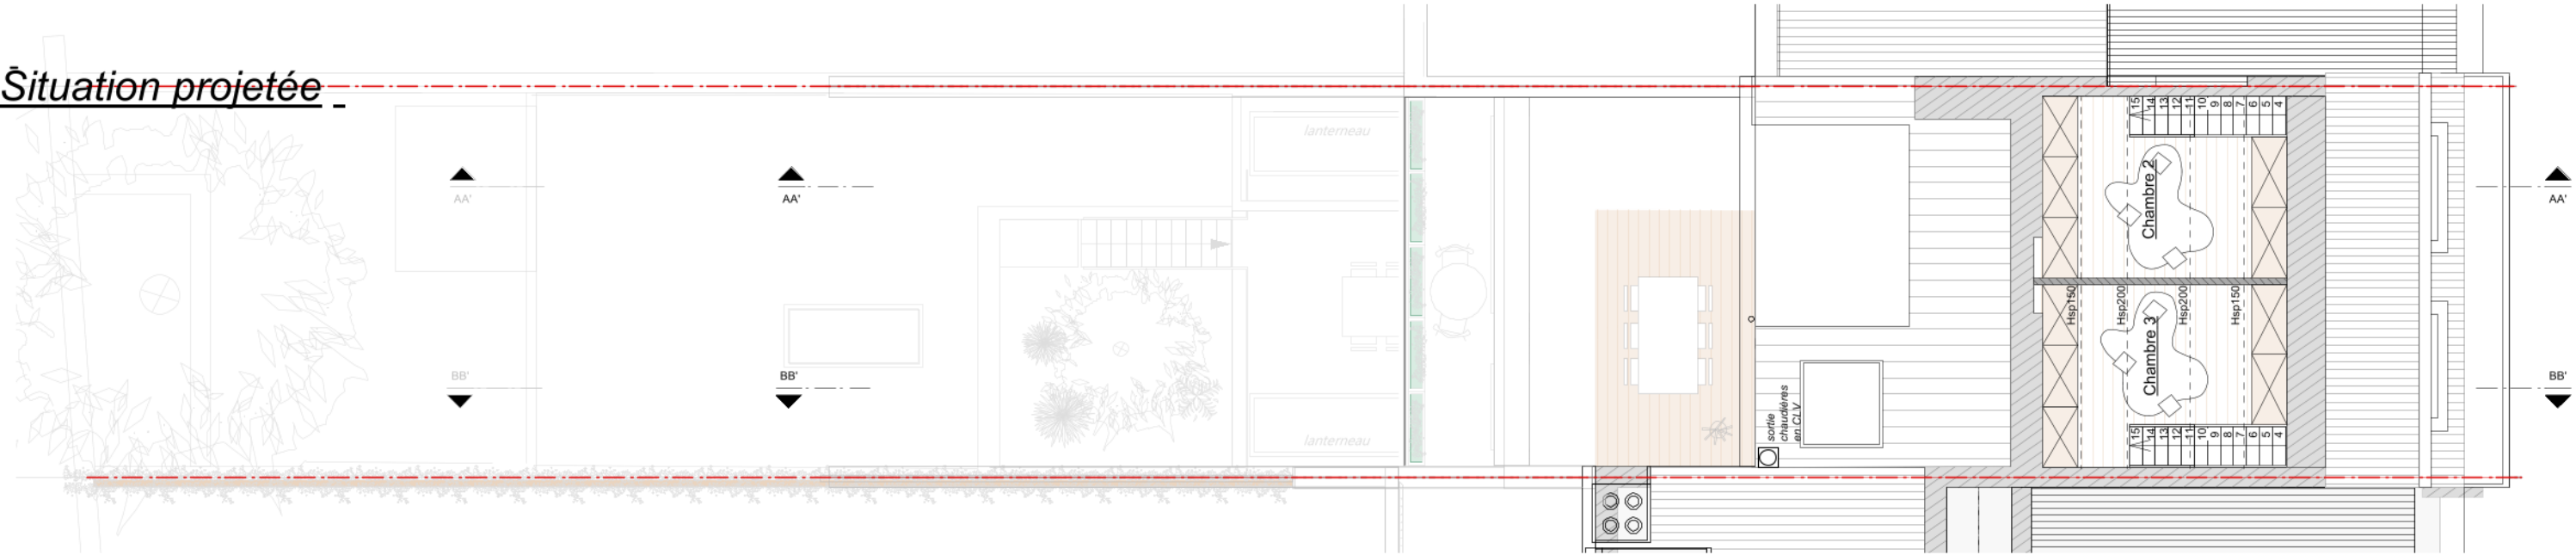 Situation projetée
AA'
AA'
AA'
BB'
BB'
BB'
lanterneau
lanterneau
sortie
chaudières
en CLV
Chambre 2
Chambre 3
Hsp150
Hsp200
Hsp200
Hsp150
15 14 13 12 11 10 9 8 7 6 5 4
15 14 13 12 11 10 9 8 7 6 5 4